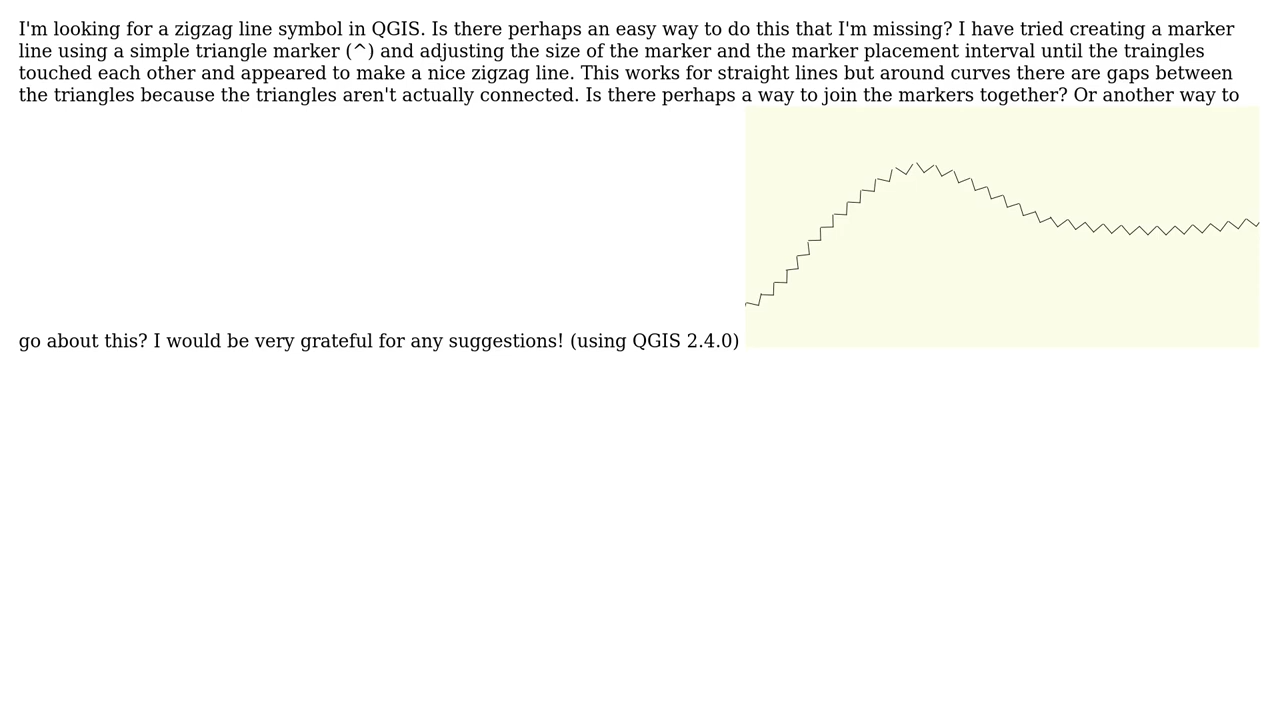 I'm looking for a zigzag line symbol in QGIS. Is there perhaps an easy way to do this that I'm missing? I have tried creating a marker
line using a simple triangle marker (^) and adjusting the size of the marker and the marker placement interval until the traingles
touched each other and appeared to make a nice zigzag line. This works for straight lines but around curves there are gaps between
the triangles because the triangles aren't actually connected. Is there perhaps a way to join the markers together? Or another way to
go about this? I would be very grateful for any suggestions! (using QGIS 2.4.0)